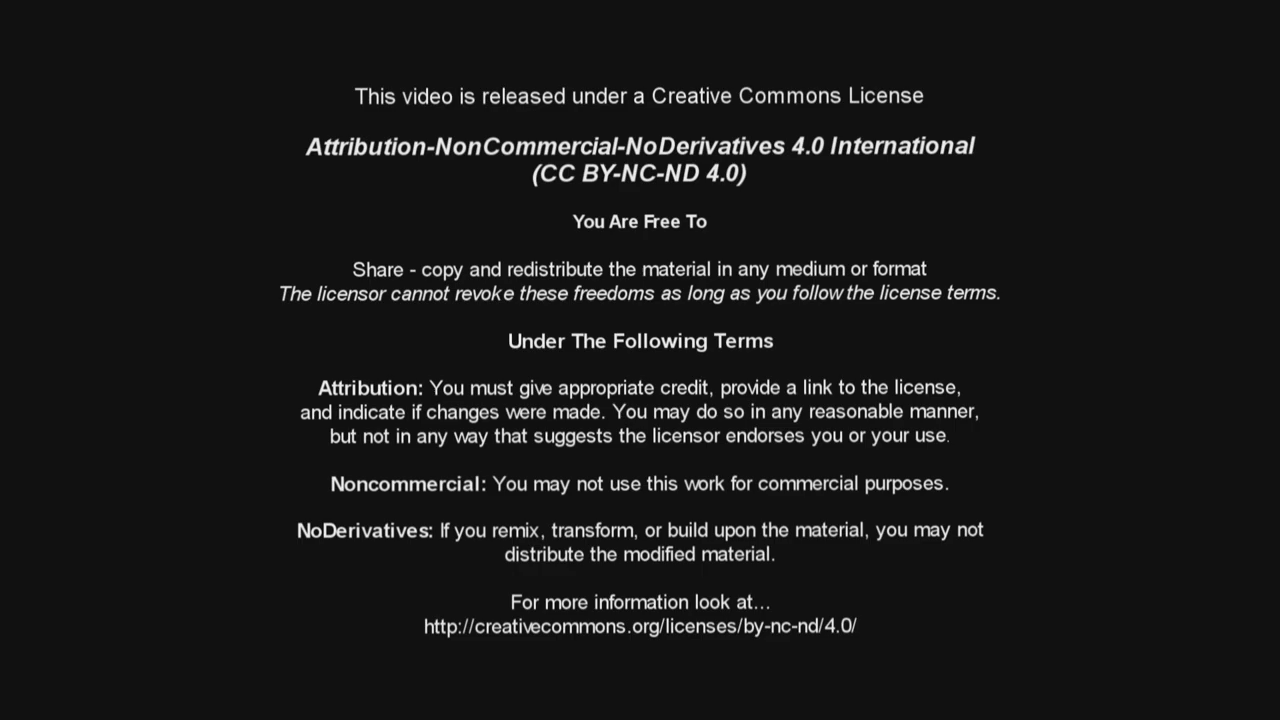 This video is released under a Creative Commons License
Attribution-NonCommercial-NoDerivatives 4.0 International
(CC BY-NC-ND 4.0)
You Are Free To
Share - copy and redistribute the material in any medium or format
The licensor cannot revoke these freedoms as long as you follow the license terms.
Under The Following Terms
Attribution: You must give appropriate credit, provide a link to the license,
and indicate if changes were made. You may do so in any reasonable manner,
but not in any way that suggests the licensor endorses you or your use.
Noncommercial: You may not use this work for commercial purposes.
NoDerivatives: If you remix, transform, or build upon the material, you may not
distribute the modified material.
For more information look at...
http://creativecommons.org/licenses/by-nc-nd/4.0/